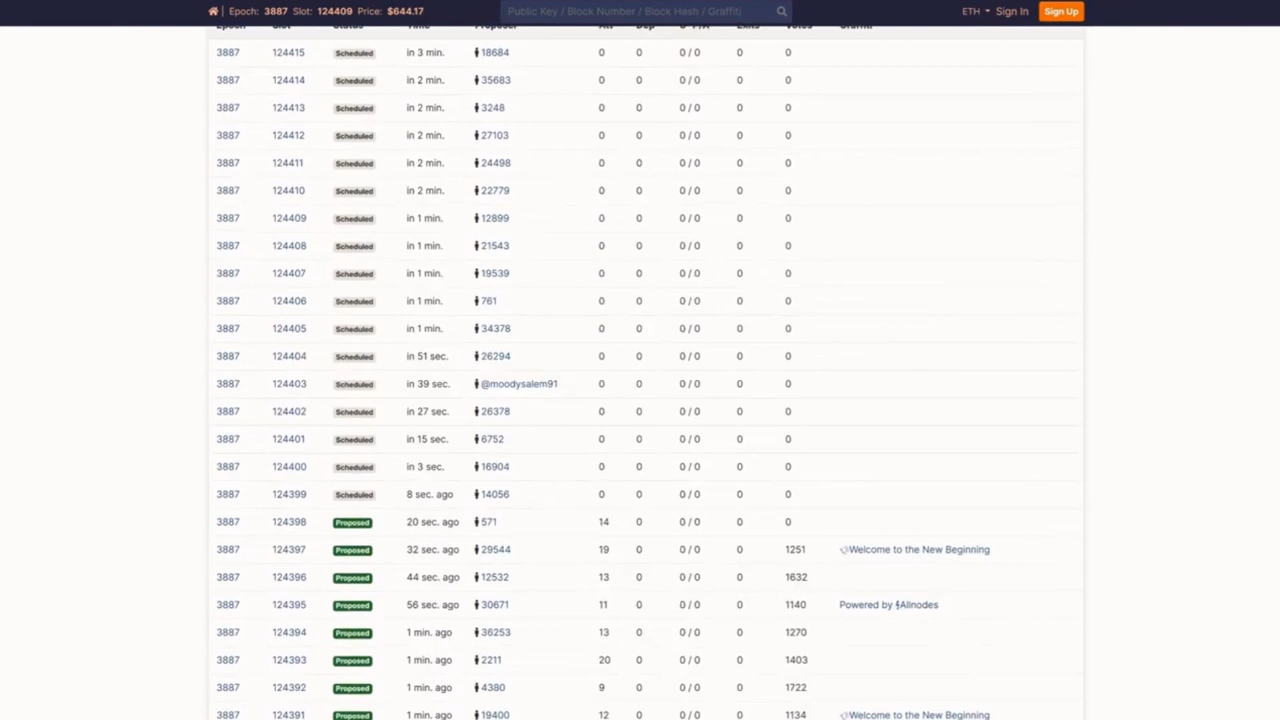 Epoch: 3887 Slot: 124409 Price: $644.17 Public Key / Block Number / Block Hash / Graffiti ETH Sign In Sign Up
Epoch Slot Status Time Proposer Att Dep Exits Votes Graffiti
3887 124415 Scheduled in 3 min. 18684 0 0 0 / 0 0 0
3887 124414 Scheduled in 2 min. 35683 0 0 0 / 0 0 0
3887 124413 Scheduled in 2 min. 3248 0 0 0 / 0 0 0
3887 124412 Scheduled in 2 min. 27103 0 0 0 / 0 0 0
3887 124411 Scheduled in 2 min. 24498 0 0 0 / 0 0 0
3887 124410 Scheduled in 2 min. 22779 0 0 0 / 0 0 0
3887 124409 Scheduled in 1 min. 12899 0 0 0 / 0 0 0
3887 124408 Scheduled in 1 min. 21543 0 0 0 / 0 0 0
3887 124407 Scheduled in 1 min. 19539 0 0 0 / 0 0 0
3887 124406 Scheduled in 1 min. 761 0 0 0 / 0 0 0
3887 124405 Scheduled in 1 min. 34378 0 0 0 / 0 0 0
3887 124404 Scheduled in 51 sec. 26294 0 0 0 / 0 0 0
3887 124403 Scheduled in 39 sec. @moodysalem91 0 0 0 / 0 0 0
3887 124402 Scheduled in 27 sec. 26378 0 0 0 / 0 0 0
3887 124401 Scheduled in 15 sec. 6752 0 0 0 / 0 0 0
3887 124400 Scheduled in 3 sec. 16904 0 0 0 / 0 0 0
3887 124399 Scheduled 8 sec. ago 14056 0 0 0 / 0 0 0
3887 124398 Proposed 20 sec. ago 571 14 0 0 / 0 0 0
3887 124397 Proposed 32 sec. ago 29544 19 0 0 / 0 0 1251 Welcome to the New Beginning
3887 124396 Proposed 44 sec. ago 12532 13 0 0 / 0 0 1632
3887 124395 Proposed 56 sec. ago 30671 11 0 0 / 0 0 1140 Powered by Allnodes
3887 124394 Proposed 1 min. ago 36253 13 0 0 / 0 0 1270
3887 124393 Proposed 1 min. ago 2211 20 0 0 / 0 0 1403
3887 124392 Proposed 1 min. ago 4380 9 0 0 / 0 0 1722
3887 124391 Proposed 1 min. ago 19400 12 0 0 / 0 0 1134 Welcome to the New Beginning